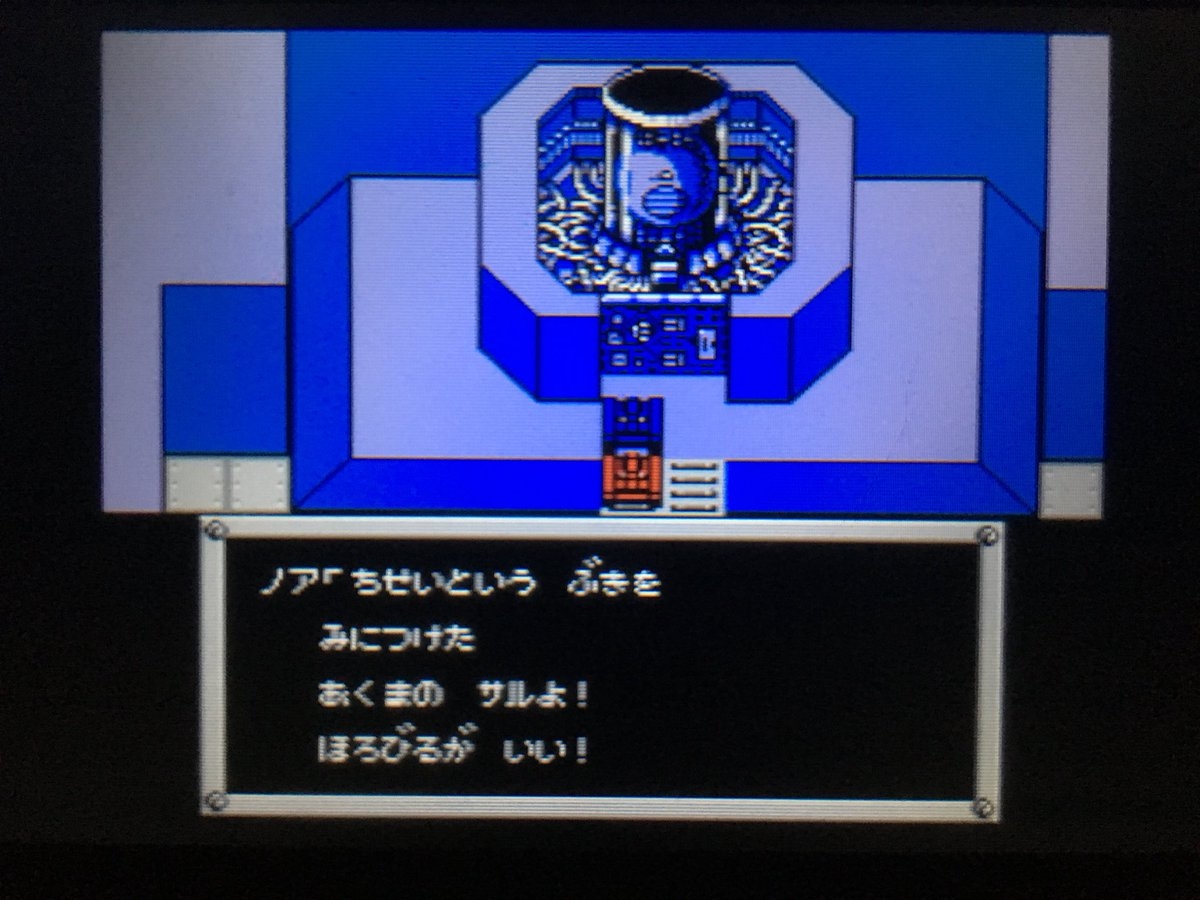 ノア「ちせいという ぶきを
みにつけた
あくまの サルよ!
ほろびるが いい!